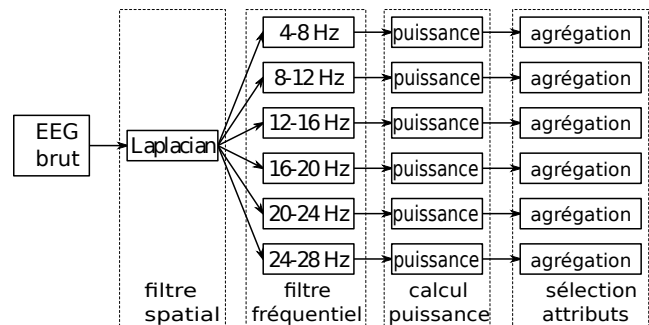 4-8 Hz
puissance
agrégation
8-12 Hz
puissance
agrégation
EEG
brut
Laplacian
12-16 Hz
puissance
agrégation
16-20 Hz
puissance
agrégation
20-24 Hz
puissance
agrégation
24-28 Hz
puissance
agrégation
filtre
spatial
filtre
fréquentiel
calcul
puissance
sélection
attributs